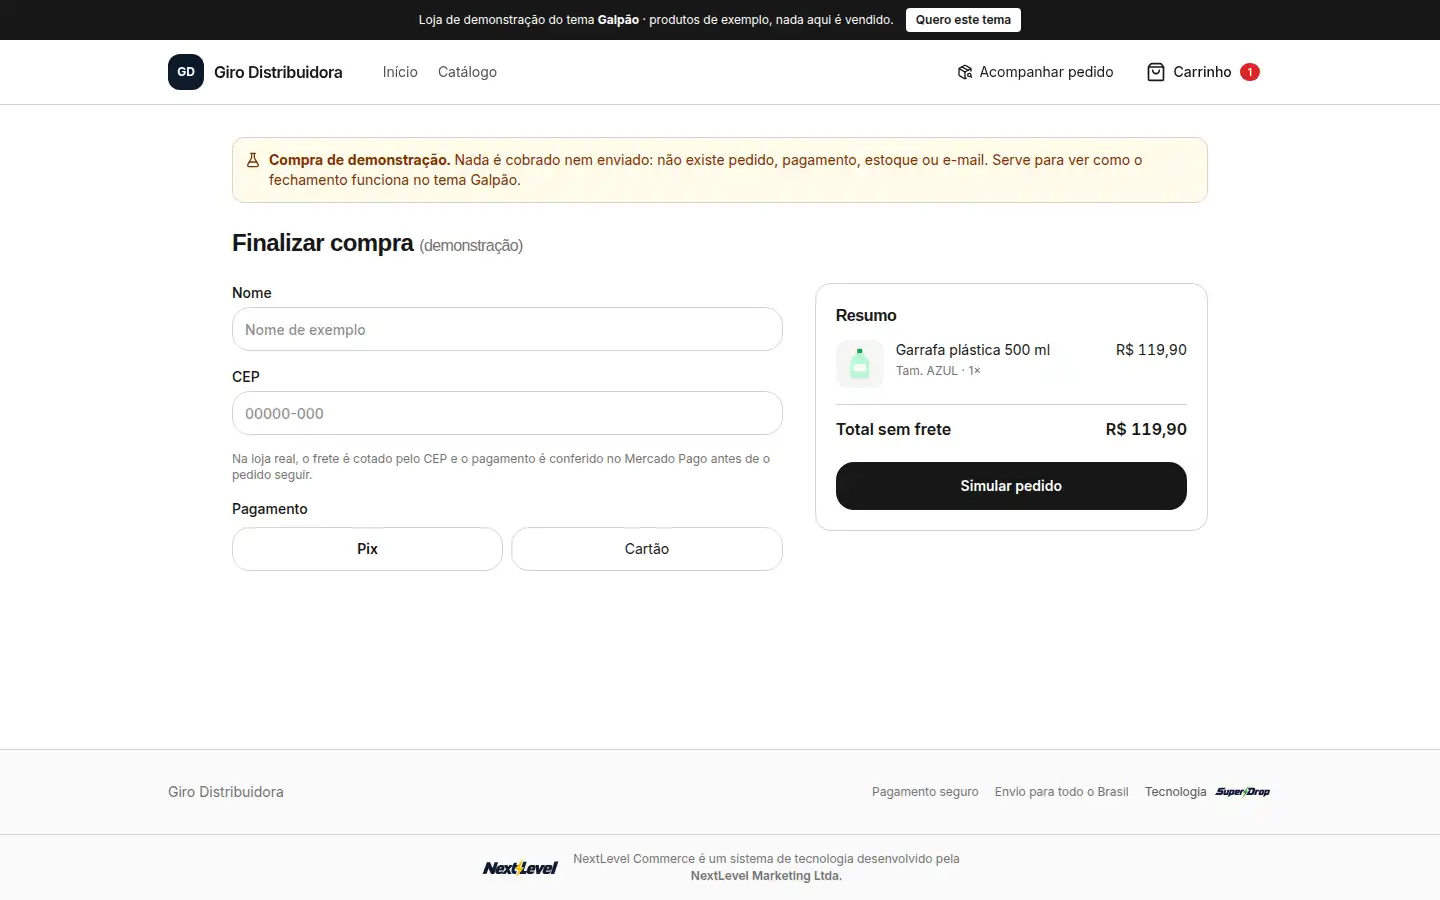 Loja de demonstração do tema Galpão · produtos de exemplo, nada aqui é vendido. Quero este tema
GD Giro Distribuidora Início Catálogo Acompanhar pedido Carrinho 1
Compra de demonstração. Nada é cobrado nem enviado: não existe pedido, pagamento, estoque ou e-mail. Serve para ver como o
fechamento funciona no tema Galpão.
Finalizar compra (demonstração)
Nome
Nome de exemplo
CEP
00000-000
Na loja real, o frete é cotado pelo CEP e o pagamento é conferido no Mercado Pago antes de o
pedido seguir.
Pagamento
Pix Cartão
Resumo
Garrafa plástica 500 ml R$ 119,90
Tam. AZUL · 1×
Total sem frete R$ 119,90
Simular pedido
Giro Distribuidora Pagamento seguro Envio para todo o Brasil Tecnologia SuperDrop
NextLevel NextLevel Commerce é um sistema de tecnologia desenvolvido pela
NextLevel Marketing Ltda.